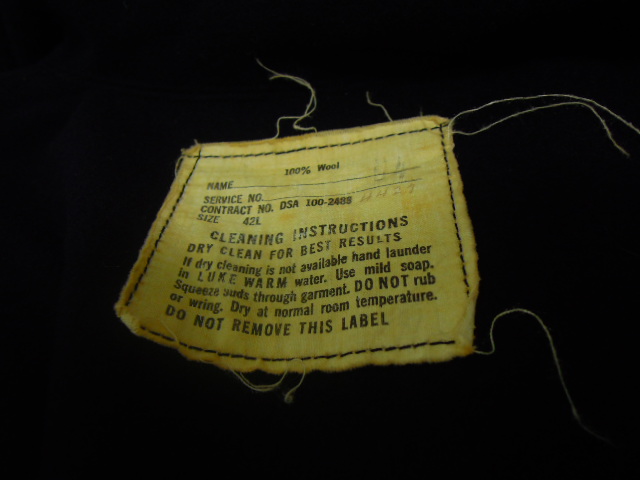 100% Wool
NAME
SERVICE NO.
CONTRACT NO. DSA 100-2488
SIZE 42L
CLEANING INSTRUCTIONS
DRY CLEAN FOR BEST RESULTS
If dry cleaning is not available hand launder
in LUKE WARM water. Use mild soap.
Squeeze suds through garment. DO NOT rub
or wring. Dry at normal room temperature.
DO NOT REMOVE THIS LABEL